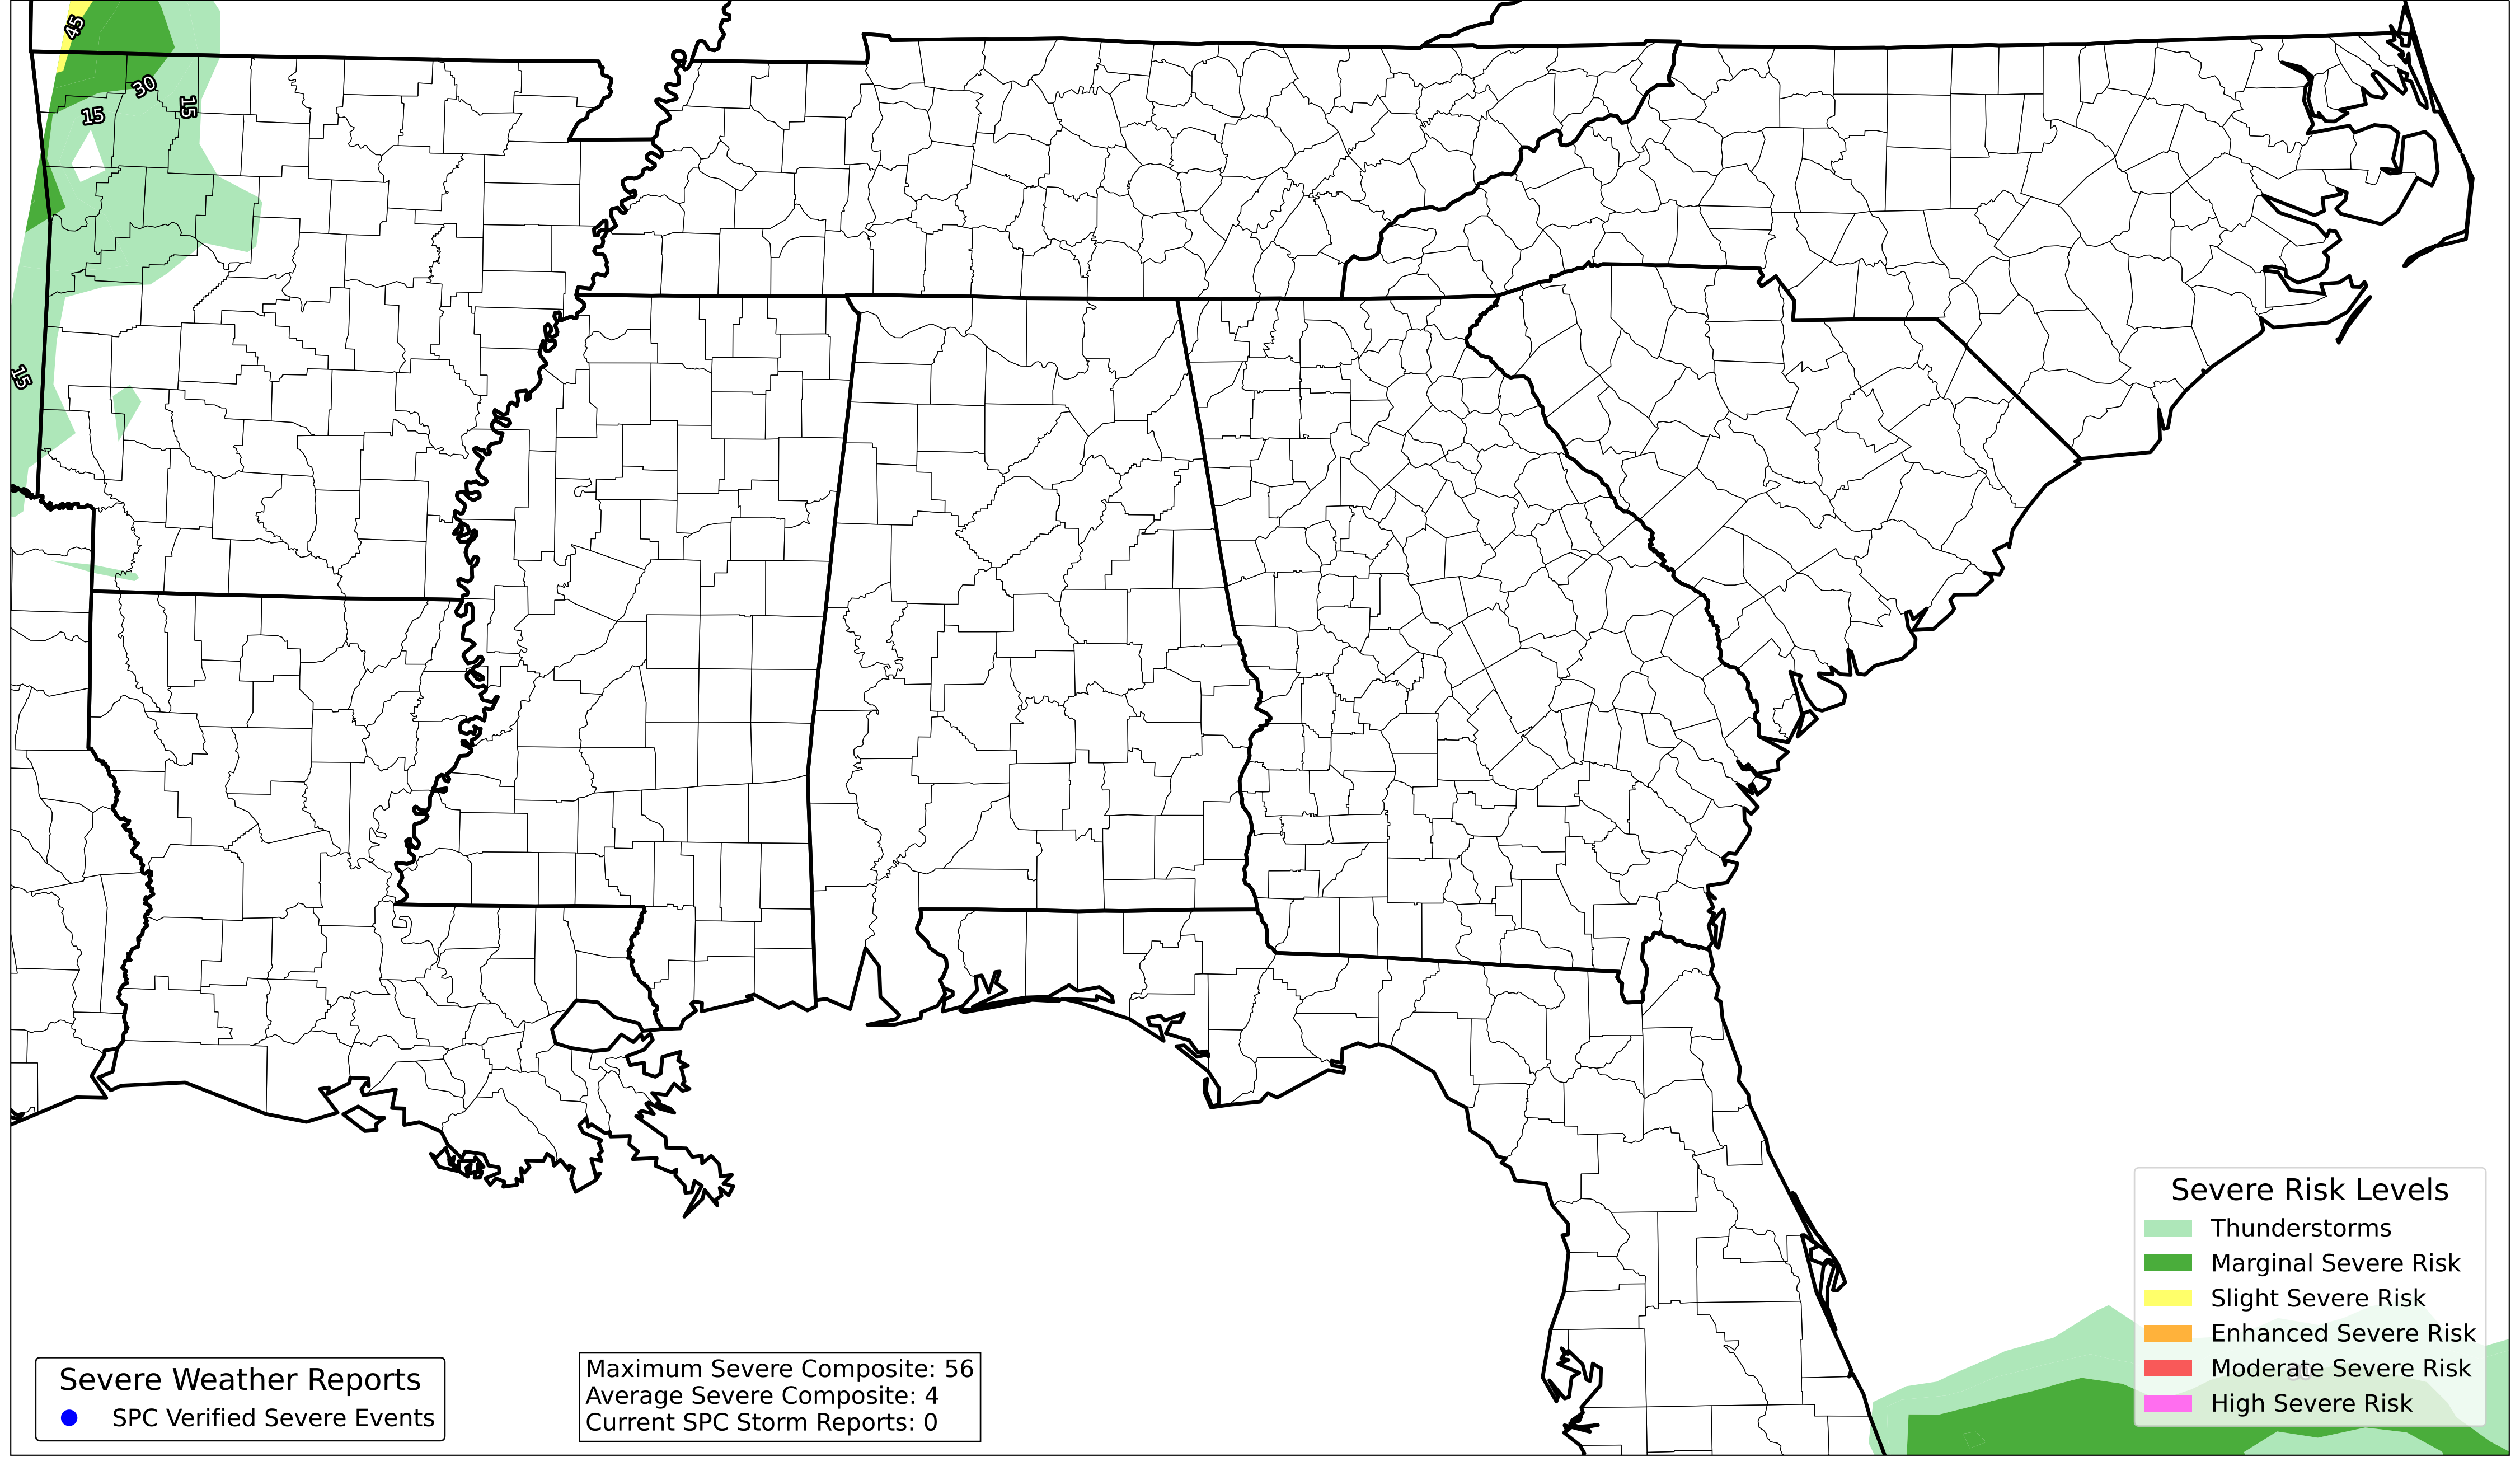 45
30
15
15
15
Severe Risk Levels
Thunderstorms
Marginal Severe Risk
Slight Severe Risk
Enhanced Severe Risk
Moderate Severe Risk
High Severe Risk
Severe Weather Reports
SPC Verified Severe Events
Maximum Severe Composite: 56
Average Severe Composite: 4
Current SPC Storm Reports: 0